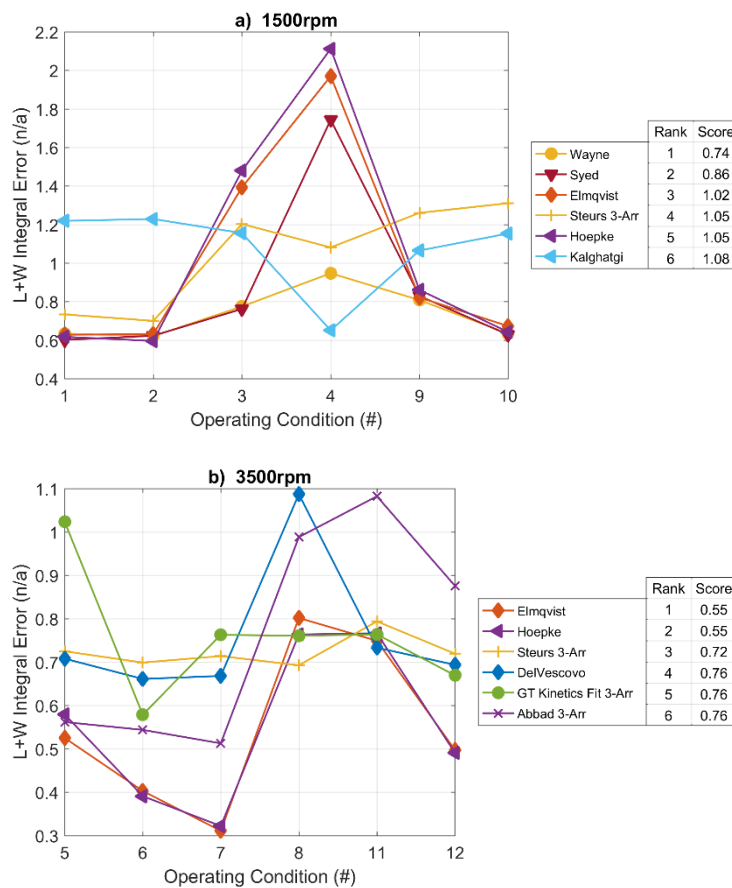 a) 1500rpm
2.2
2
1.8
1.6
1.4
1.2
1
0.8
0.6
0.4
L+W Integral Error (n/a)
1 2 3 4 9 10
Operating Condition (#)
Rank Score
Wayne 1 0.74
Syed 2 0.86
Elmqvist 3 1.02
Steurs 3-Arr 4 1.05
Hoepke 5 1.05
Kalghatgi 6 1.08
b) 3500rpm
1.1
1
0.9
0.8
0.7
0.6
0.5
0.4
0.3
L+W Integral Error (n/a)
5 6 7 8 11 12
Operating Condition (#)
Rank Score
Elmqvist 1 0.55
Hoepke 2 0.55
Steurs 3-Arr 3 0.72
DelVescovo 4 0.76
GT Kinetics Fit 3-Arr 5 0.76
Abbad 3-Arr 6 0.76